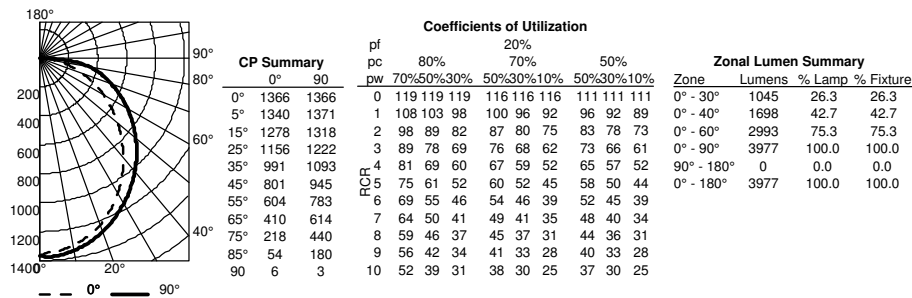 180°
90°
80°
60°
40°
20°
200
400
600
800
1000
1200
1400
0°
0° 90°
CP Summary
0° 90
0° 1366 1366
5° 1340 1371
15° 1278 1318
25° 1156 1222
35° 991 1093
45° 801 945
55° 604 783
65° 410 614
75° 218 440
85° 54 180
90 6 3
Coefficients of Utilization
pf 20%
pc 80% 70% 50%
pw 70%50%30% 50%30%10% 50%30%10%
0 119 119 119 116 116 116 111 111 111
1 108 103 98 100 96 92 96 92 89
2 98 89 82 87 80 75 83 78 73
3 89 78 69 76 68 62 73 66 61
4 81 69 60 67 59 52 65 57 52
RCR
5 75 61 52 60 52 45 58 50 44
6 69 55 46 54 46 39 52 45 39
7 64 50 41 49 41 35 48 40 34
8 59 46 37 45 37 31 44 36 31
9 56 42 34 41 33 28 40 33 28
10 52 39 31 38 30 25 37 30 25
Zonal Lumen Summary
Zone Lumens % Lamp % Fixture
0° - 30° 1045 26.3 26.3
0° - 40° 1698 42.7 42.7
0° - 60° 2993 75.3 75.3
0° - 90° 3977 100.0 100.0
90° - 180° 0 0.0 0.0
0° - 180° 3977 100.0 100.0